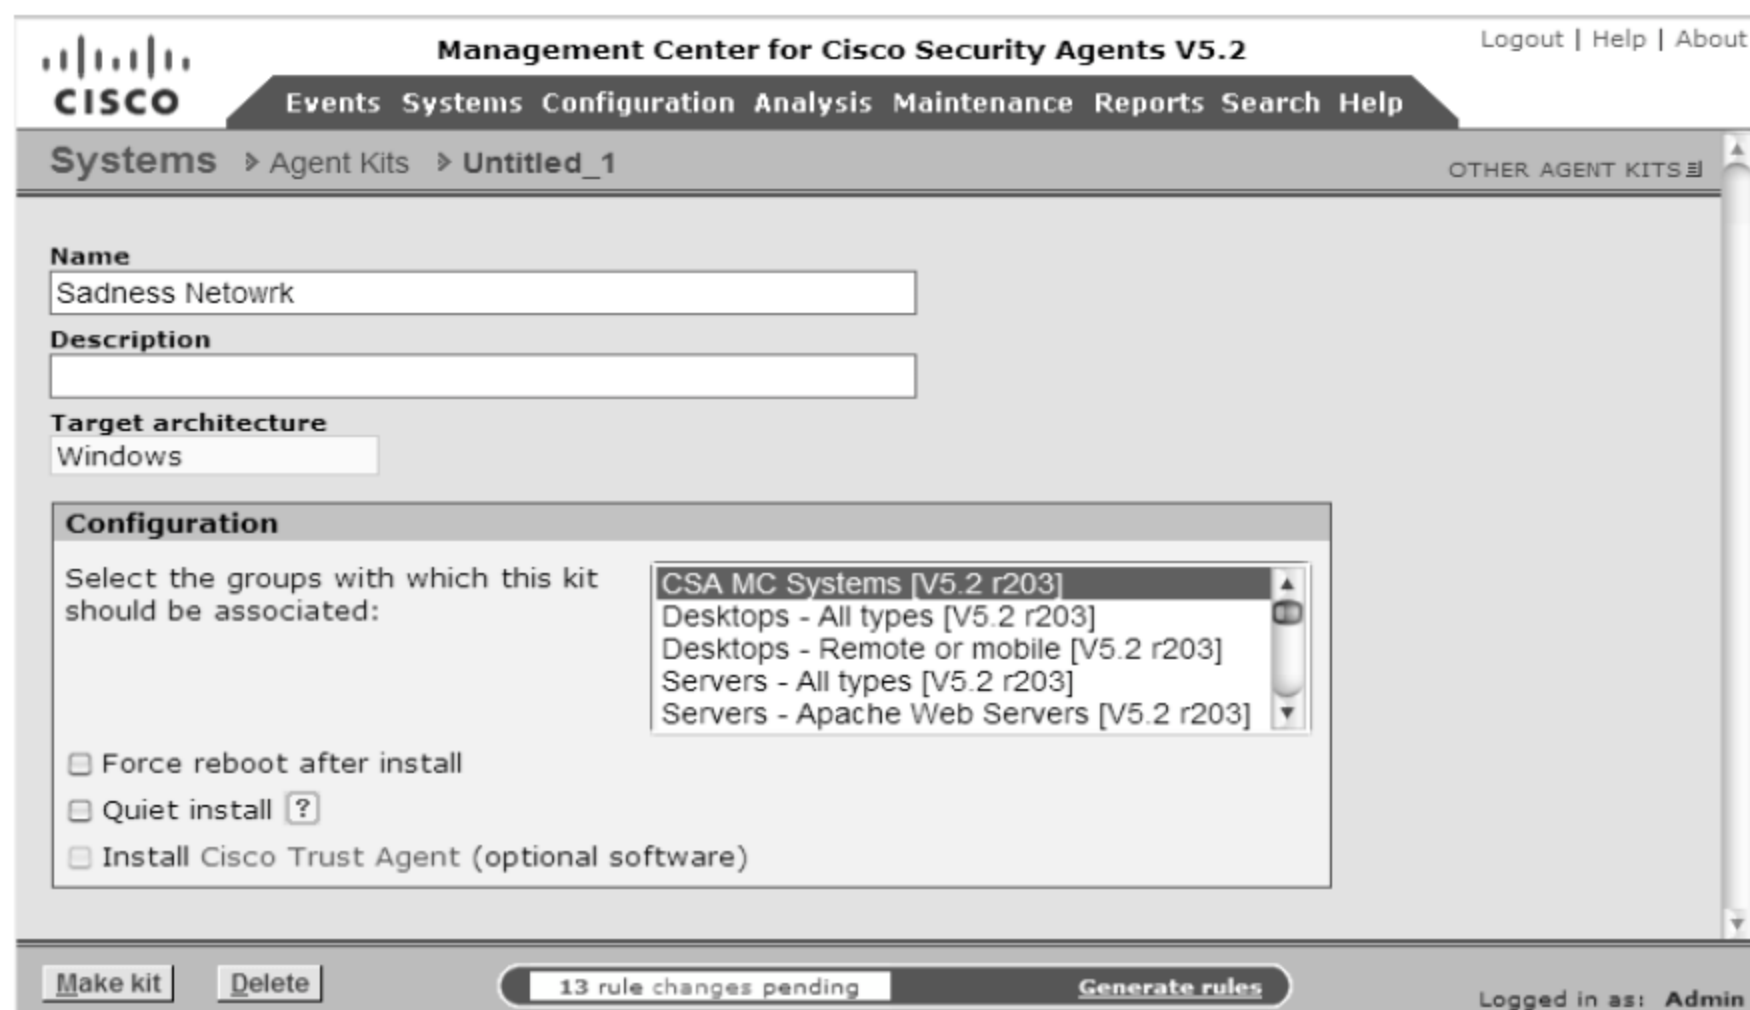 Logout | Help | About
Management Center for Cisco Security Agents V5.2
CISCO
Events Systems Configuration Analysis Maintenance Reports Search Help
Systems > Agent Kits > Untitled_1
OTHER AGENT KITS
Name
Sadness Netowrk
Description
Target architecture
Windows
Configuration
Select the groups with which this kit
should be associated:
CSA MC Systems [V5.2 r203]
Desktops - All types [V5.2 r203]
Desktops - Remote or mobile [V5.2 r203]
Servers - All types [V5.2 r203]
Servers - Apache Web Servers [V5.2 r203]
Force reboot after install
Quiet install ?
Install Cisco Trust Agent (optional software)
Make kit
Delete
13 rule changes pending
Generate rules
Logged in as: Admin